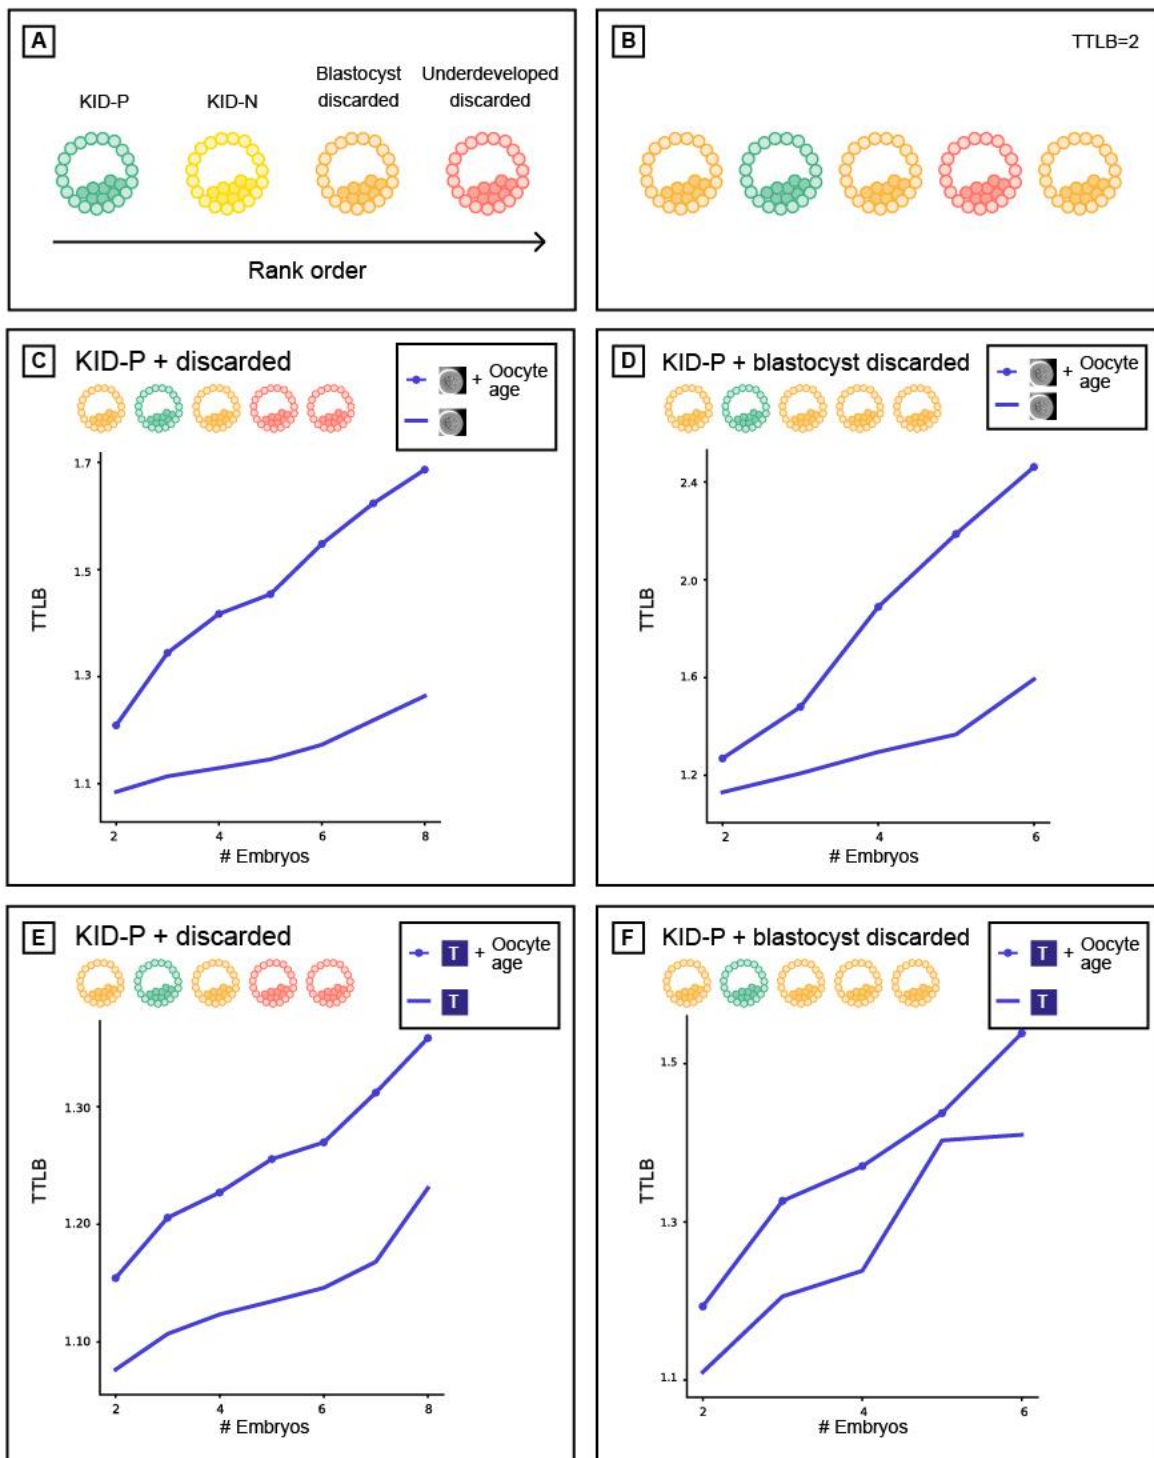 A
KID-P
KID-N
Blastocyst
discarded
Underdeveloped
discarded
Rank order
B
TTLB=2
C
KID-P + discarded
+ Oocyte
age
1.7
1.5
1.3
1.1
TTLB
2
4
6
8
# Embryos
D
KID-P + blastocyst discarded
+ Oocyte
age
2.4
2.0
1.6
1.2
TTLB
2
4
6
# Embryos
E
KID-P + discarded
T + Oocyte
age
T
1.30
1.20
1.10
TTLB
2
4
6
8
# Embryos
F
KID-P + blastocyst discarded
T + Oocyte
age
T
1.5
1.3
1.1
TTLB
2
4
6
# Embryos